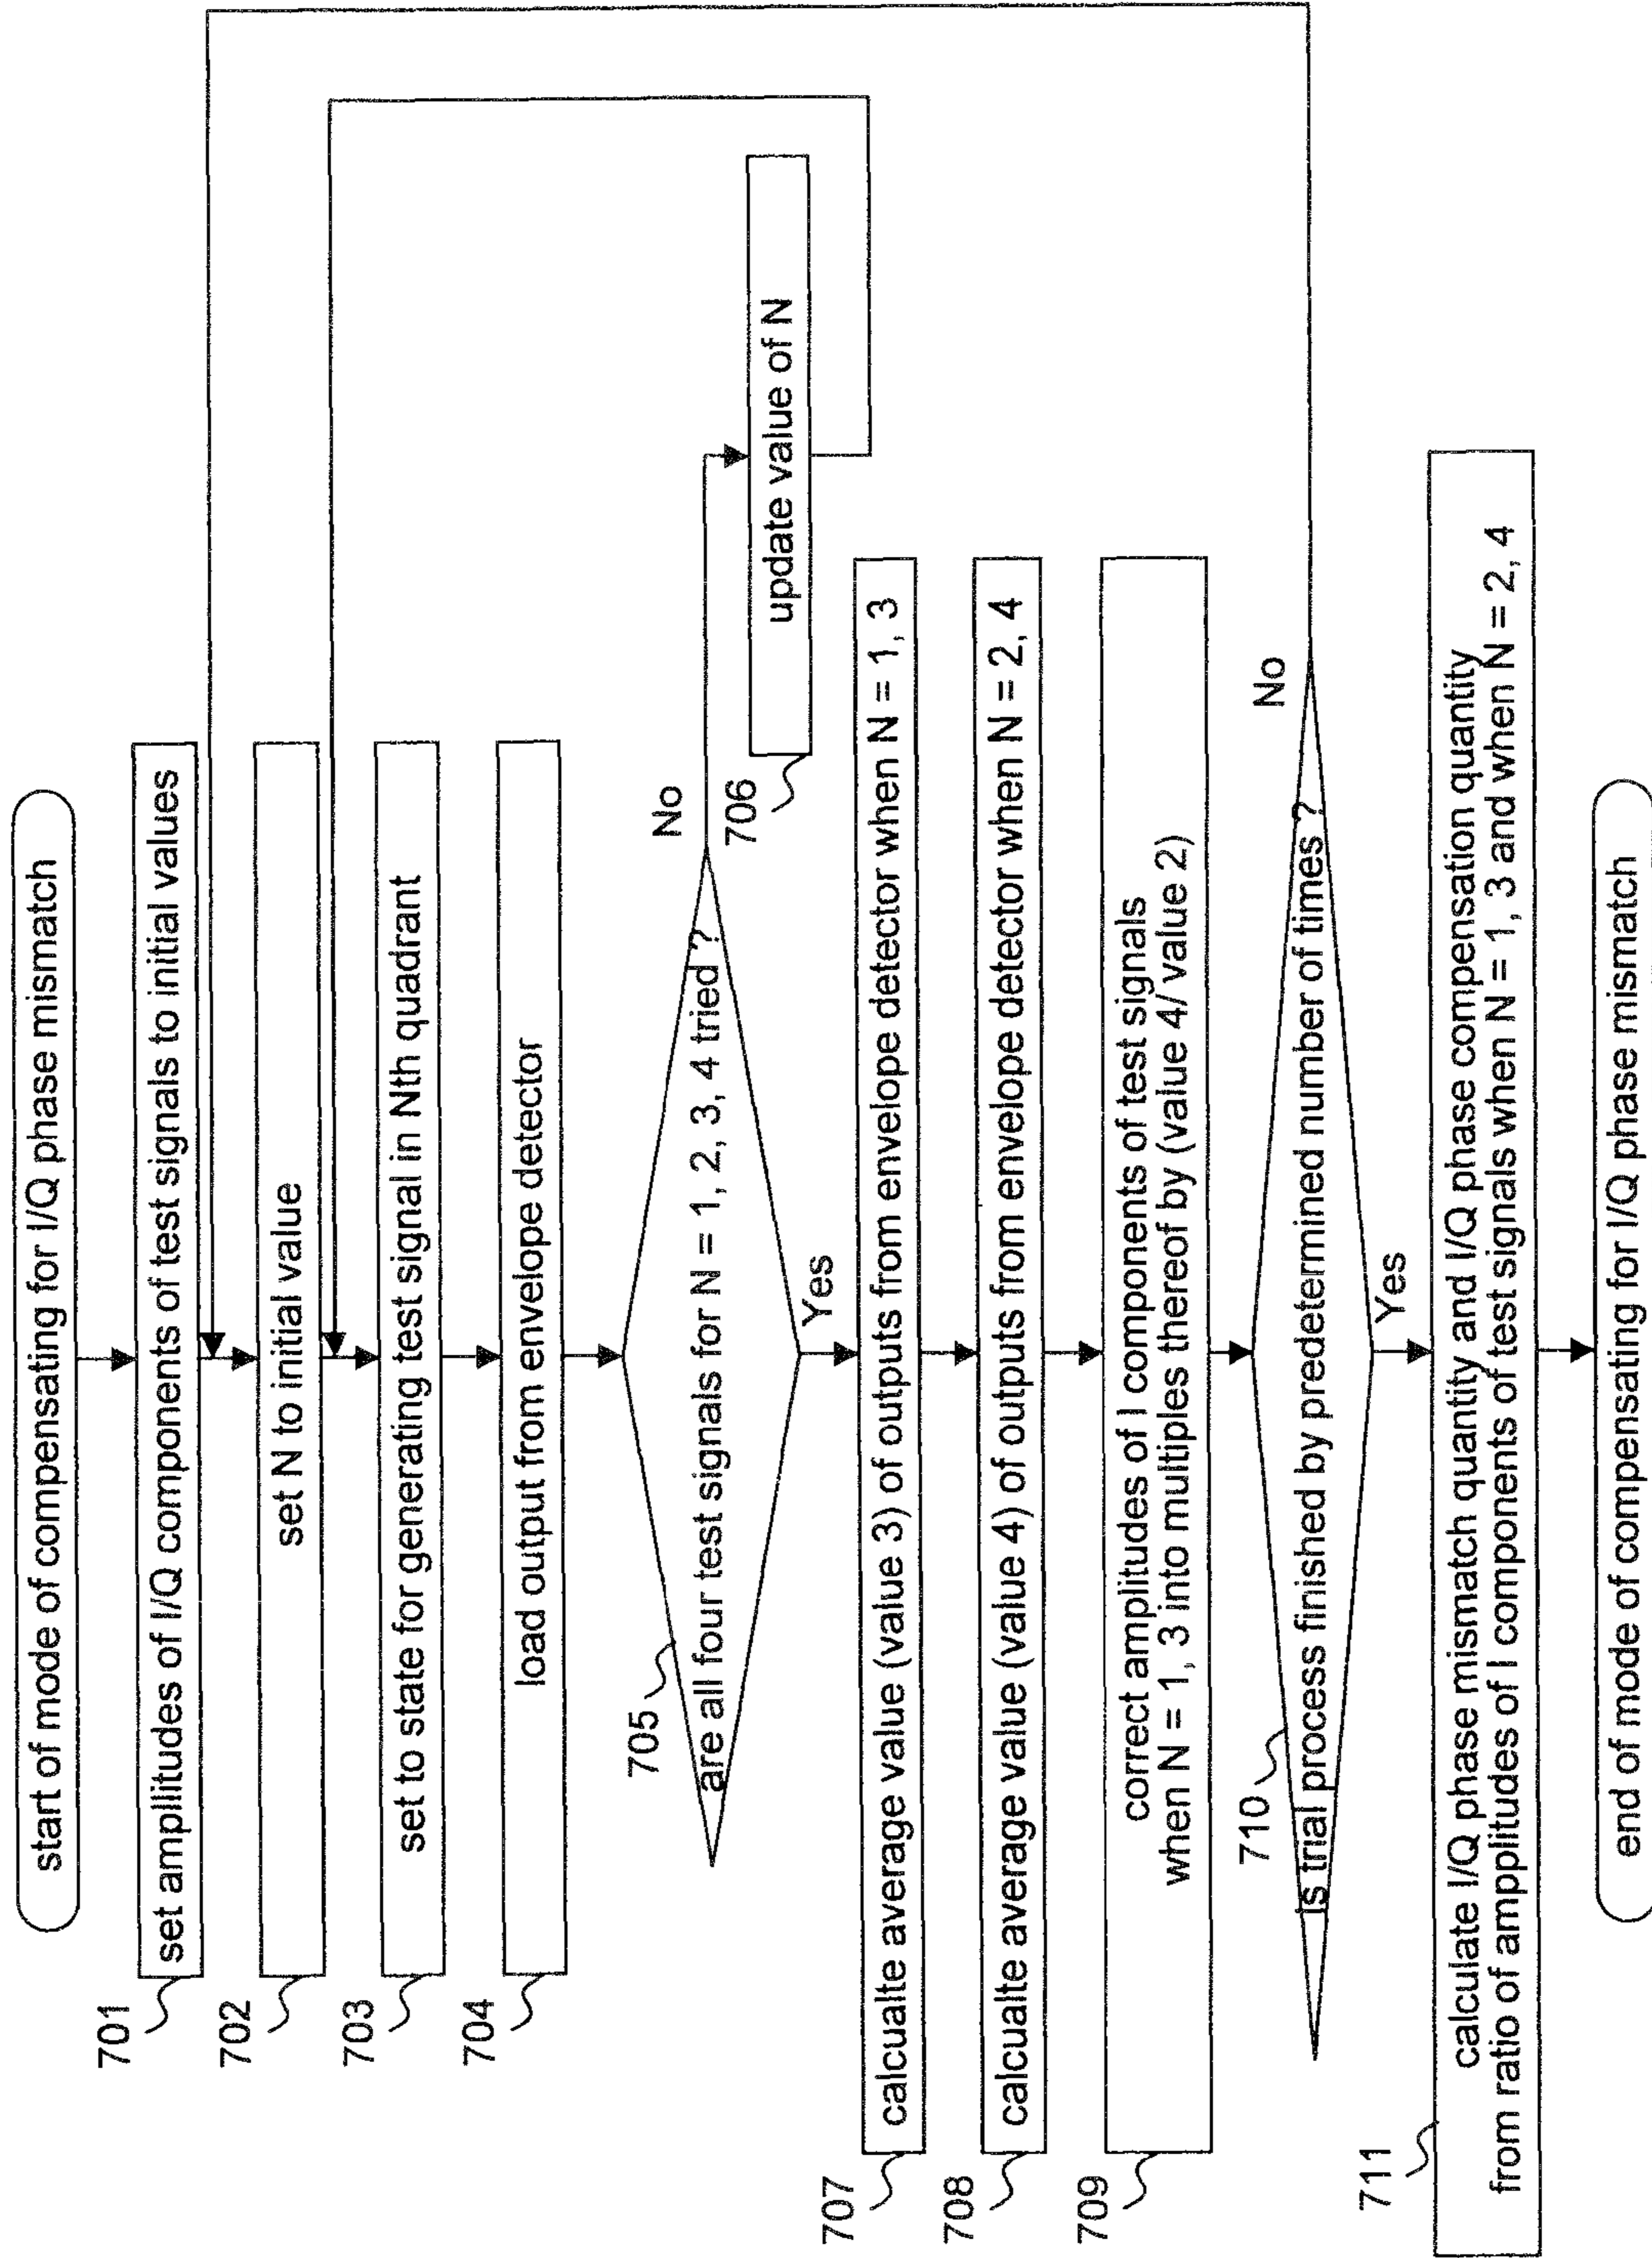 start of mode of compensating for I/Q phase mismatch
701
set amplitudes of I/Q components of test signals to initial values
702
set N to initial value
703
set to state for generating test signal in Nth quadrant
704
load output from envelope detector
705
are all four test signals for N = 1, 2, 3, 4 tried ?
No
Yes
706
update value of N
707
calcualte average value (value 3) of outputs from envelope detector when N = 1, 3
708
calcualte average value (value 4) of outputs from envelope detector when N = 2, 4
709
correct amplitudes of I components of test signals
when N = 1, 3 into multiples thereof by (value 4/ value 2)
710
is trial process finished by predetermined number of times ?
No
Yes
711
calculate I/Q phase mismatch quantity and I/Q phase compensation quantity
from ratio of ampplitudes of I components of test signals when N = 1, 3 and when N = 2, 4
end of mode of compensating for I/Q phase mismatch